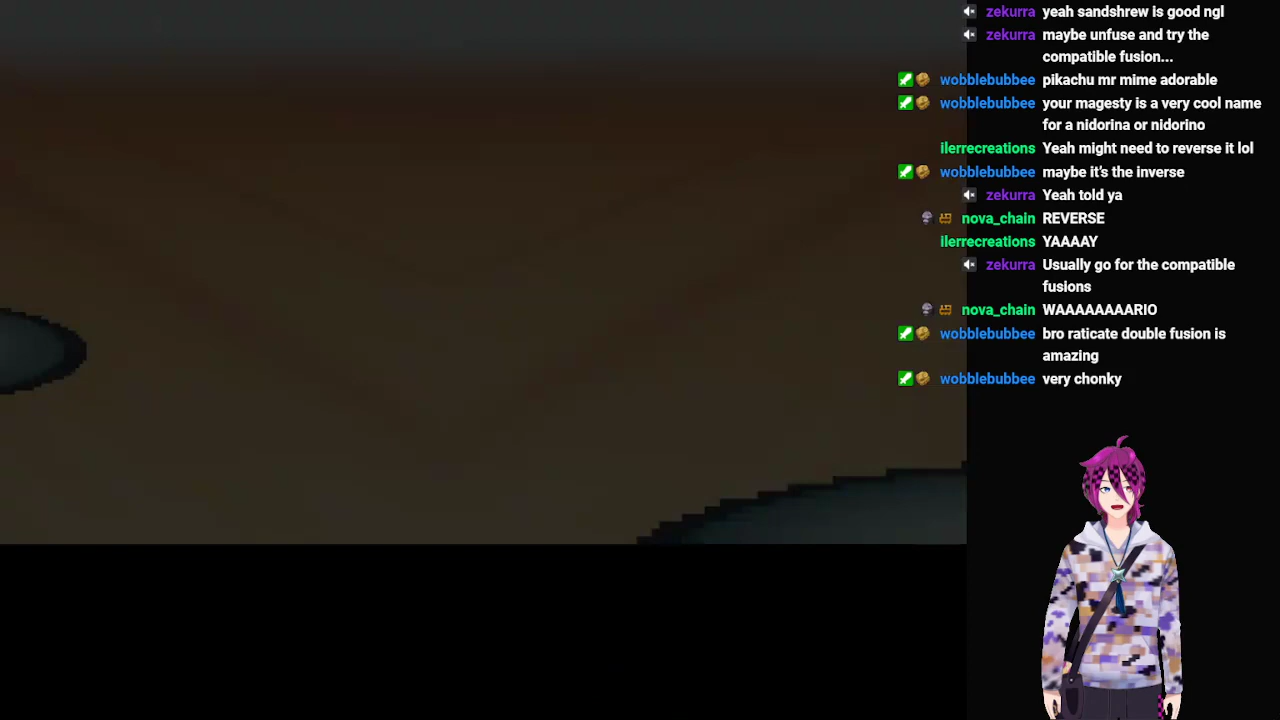 zekurra yeah sandshrew is good ngl
zekurra maybe unfuse and try the
compatible fusion...
wobblebubbee pikachu mr mime adorable
wobblebubbee your magesty is a very cool name
for a nidorina or nidorino
ilerrecreations Yeah might need to reverse it lol
wobblebubbee maybe it's the inverse
zekurra Yeah told ya
nova_chain REVERSE
ilerrecreations YAAAAY
zekurra Usually go for the compatible
fusions
nova_chain WAAAAAAAARIO
wobblebubbee bro raticate double fusion is
amazing
wobblebubbee very chonky